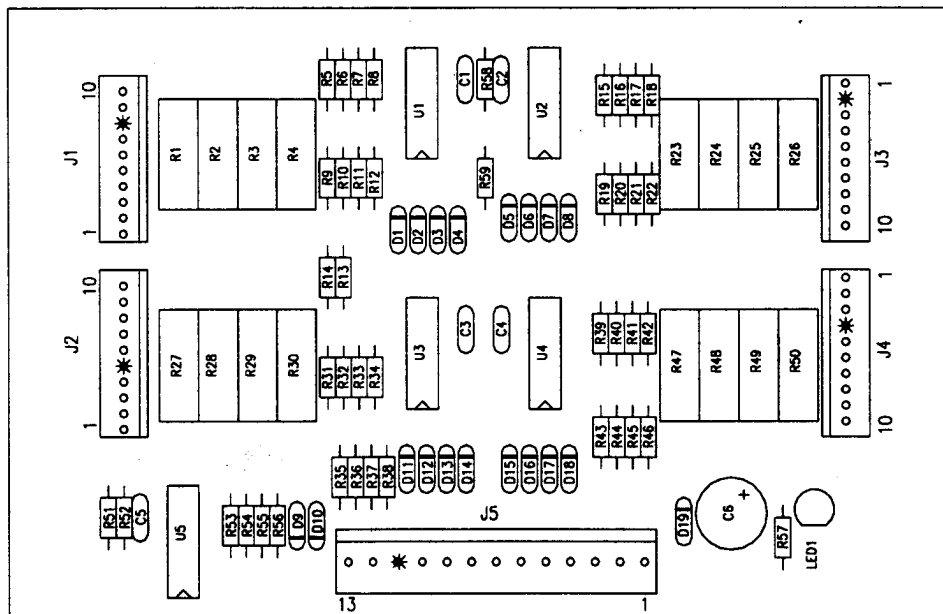 R5 R6 R7 R8
C1 R58 C2
U1 U2
R15 R16 R17 R18
10
J1
1
R1 R2 R3 R4
R9 R10 R11 R12
R59
R19 R20 R21 R22
R23 R24 R25 R26
1
J3
10
D1 D2 D3 D4
D5 D6 D7 D8
R14 R13
10
J2
1
R27 R28 R29 R30
R31 R32 R33 R34
U3 C3 C4 U4
R39 R40 R41 R42
R47 R48 R49 R50
1
J4
10
R43 R44 R45 R46
R35 R36 R37 R38
D11 D12 D13 D14
D15 D16 D17 D18
R51 R52 C5
U5
R53 R54 R55 R56
D9 D10
J5
13 1
D19
C6
+
R57
LED1